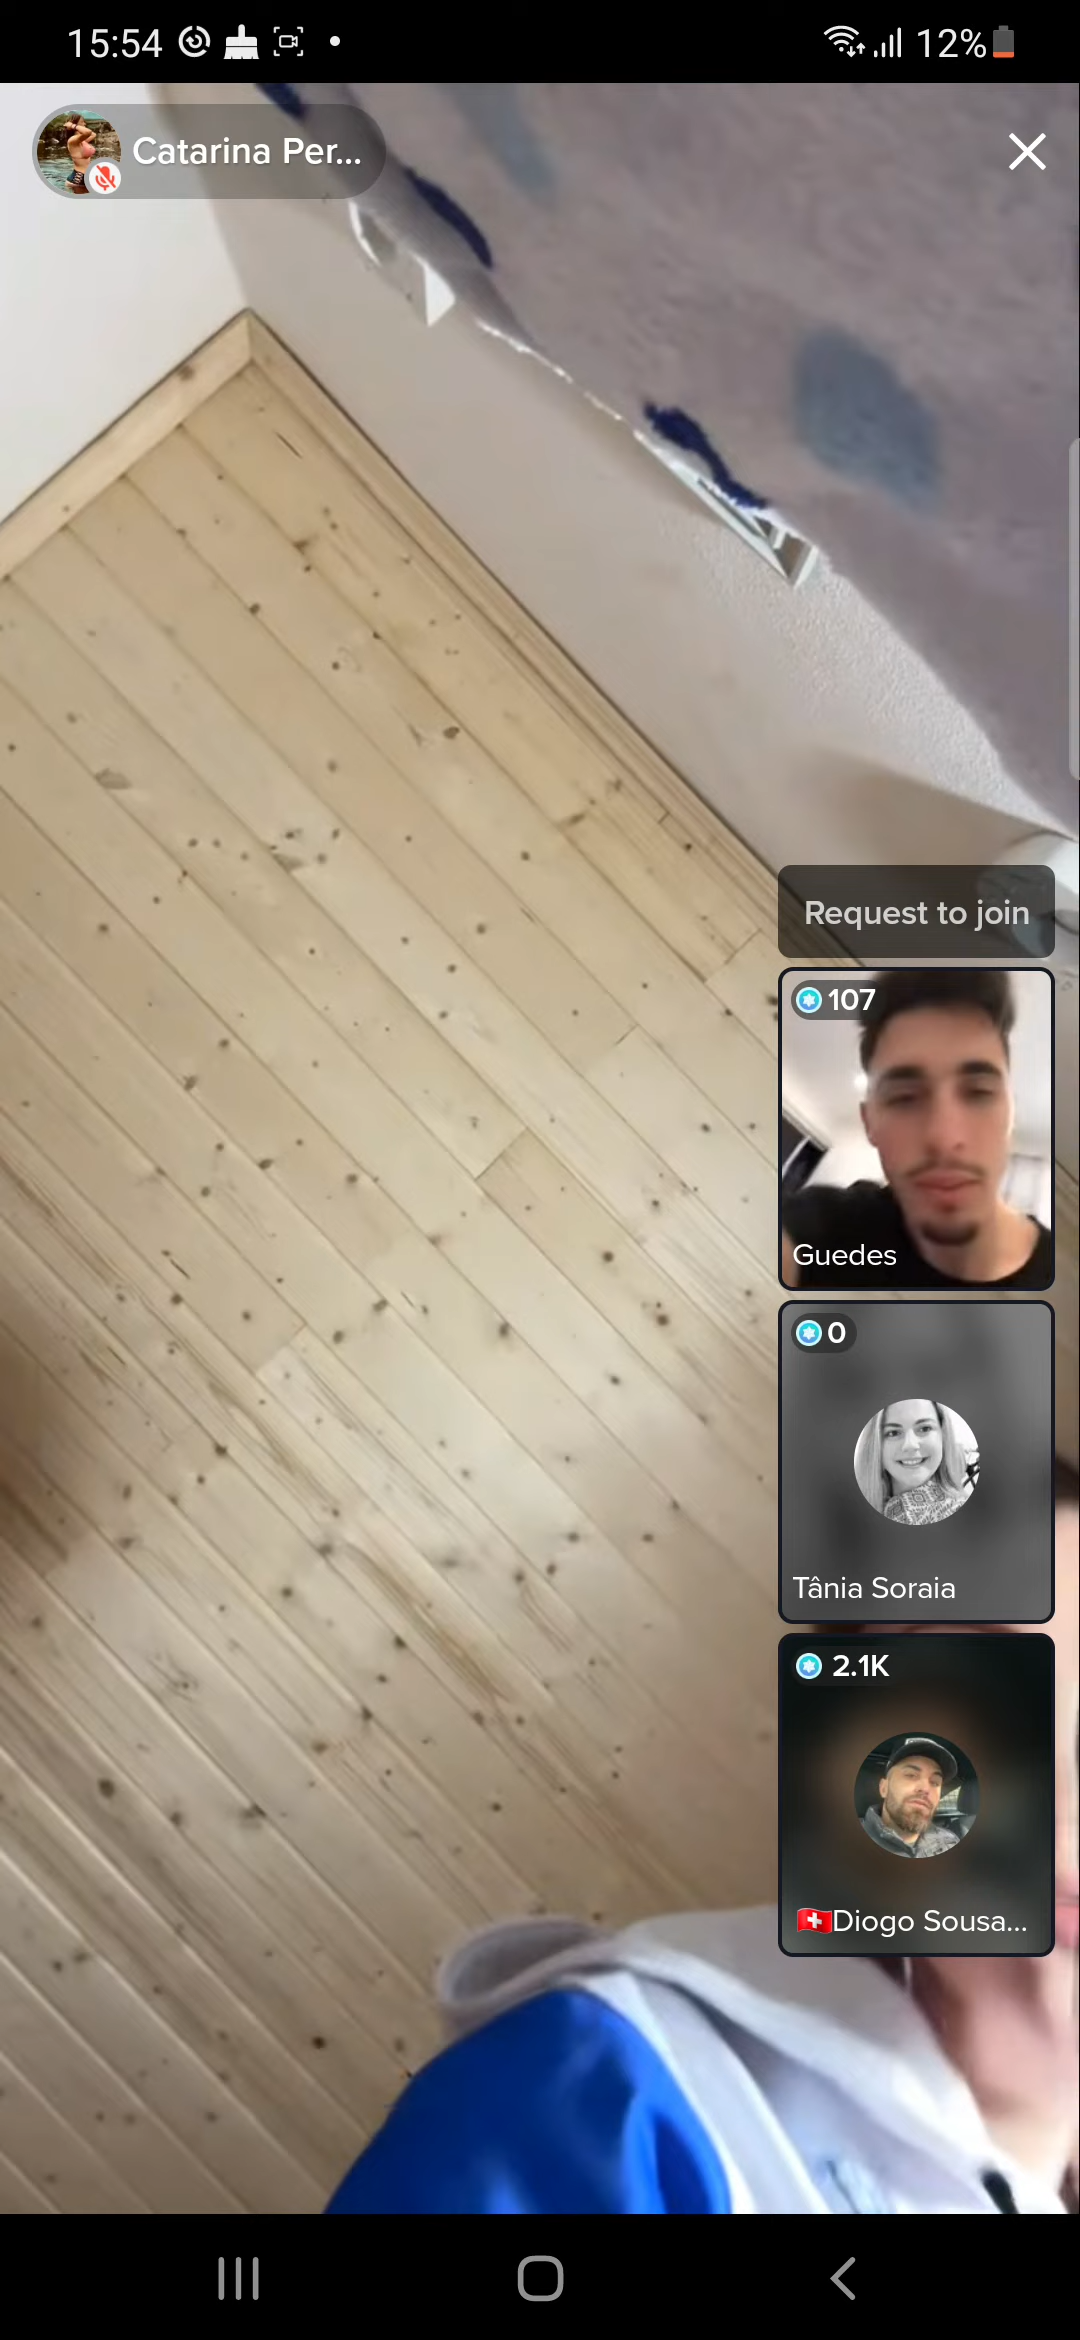 15:54
12%
Catarina Per...
Request to join
107
Guedes
0
Tânia Soraia
2.1K
Diogo Sousa...